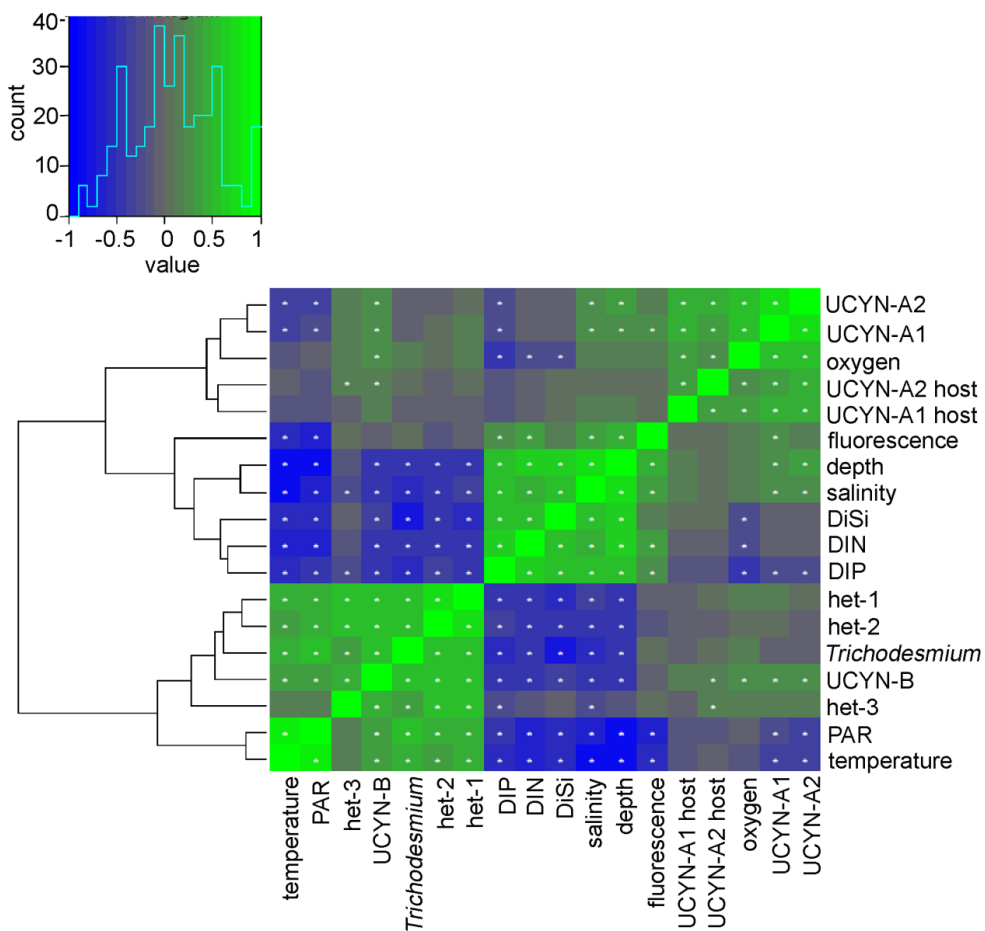 40
30
20
10
0
count
-1
-0.5
0
0.5
1
value
UCYN-A2
UCYN-A1
oxygen
UCYN-A2 host
UCYN-A1 host
fluorescence
depth
salinity
DiSi
DIN
DIP
het-1
het-2
Trichodesmium
UCYN-B
het-3
PAR
temperature
temperature
PAR
het-3
UCYN-B
Trichodesmium
het-2
het-1
DIP
DIN
DiSi
salinity
depth
fluorescence
UCYN-A1 host
UCYN-A2 host
oxygen
UCYN-A1
UCYN-A2